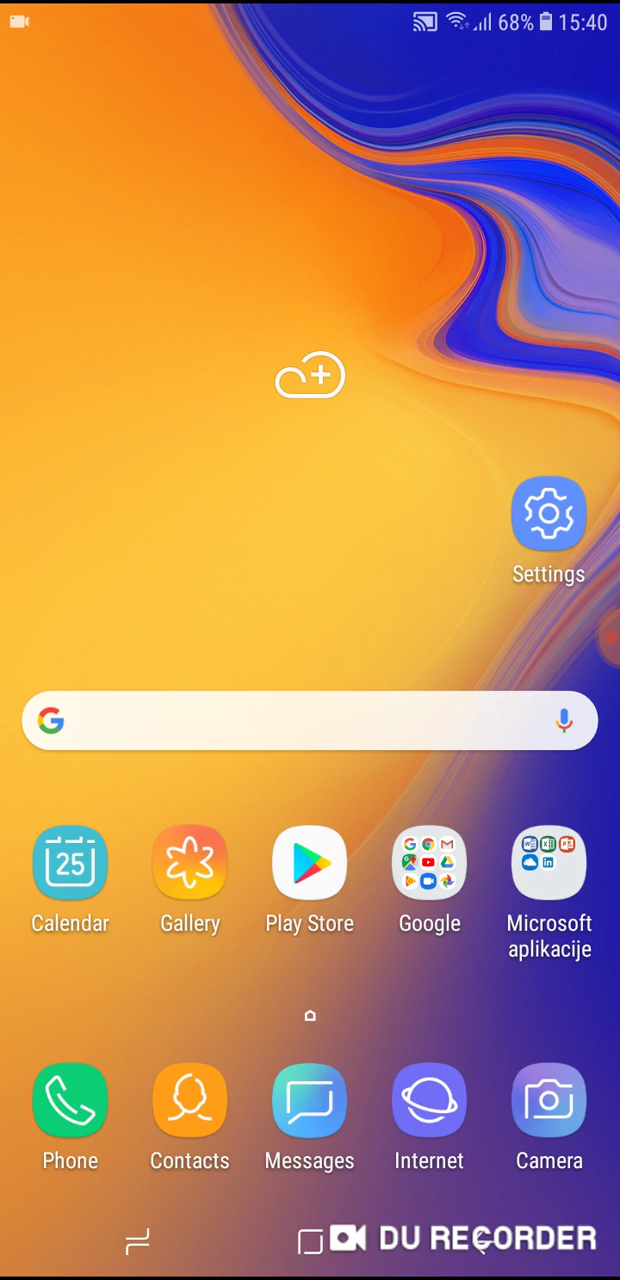 68% 15:40
Settings
25
Calendar Gallery Play Store Google Microsoft
aplikacije
Phone Contacts Messages Internet Camera
DU RECORDER